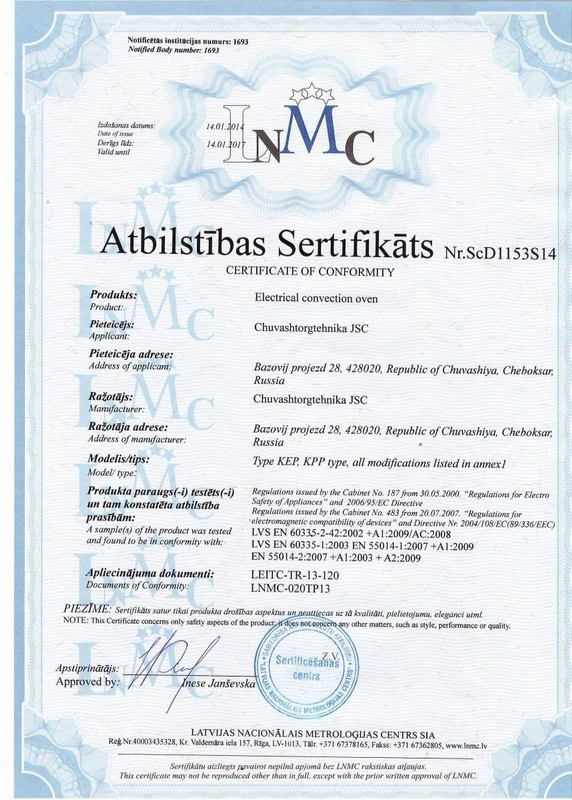 Notificētās institūcijas numurs: 1693
Notified Body number: 1693
Izdošanas datums: 14.01.2014
Date of issue
Derīgs līdz: 14.01.2017
Valid until
LNMC
Atbilstības Sertifikāts Nr.ScD1153S14
CERTIFICATE OF CONFORMITY
Produkts: Electrical convection oven
Product:
Pieteicējs: Chuvashtorgtehnika JSC
Applicant:
Pieteicēja adrese:
Address of applicant: Bazovij projezd 28, 428020, Republic of Chuvashiya, Cheboksar,
Russia
Ražotājs: Chuvashtorgtehnika JSC
Manufacturer:
Ražotāja adrese: Bazovij projezd 28, 428020, Republic of Chuvashiya, Cheboksar,
Address of manufacturer: Russia
Modelis/tips: Type KEP, KPP type, all modifications listed in annex1
Model/ type:
Produkta paraugs(-i) testēts(-i) Regulations issued by the Cabinet No. 187 from 30.05.2000. “Regulations for Electro
un tam konstatēta atbilstība Safety of Appliances” and 2006/95/EC Directive
prasībām: Regulations issued by the Cabinet No. 483 from 20.07.2007. “Regulations for
A sample(s) of the product was tested electromagnetic compatibility of devices” and Directive Nr. 2004/108/EC(89/336/EEC)
and found to be in conformity with: LVS EN 60335-2-42:2002 +A1:2009/AC:2008
LVS EN 60335-1:2003 EN 55014-1:2007 +A1:2009
EN 55014-2:2007 +A1:2003 + A2:2009
Apliecinājuma dokumenti: LEITC-TR-13-120
Documents of Conformity: LNMC-020TP13
PIEZĪME: Sertifikāts satur tikai produkta drošības aspektus un neattiecas uz tā kvalitāti, pielietojumu, eleganci utml.
NOTE: This Certificate concerns only safety aspects of the product; it does not concern any other matters, such as style, performance or quality.
Z.V.
Sertificēšanas
centrs
Apstiprinātājs:
Approved by: Inese Janševska
LATVIJAS NACIONĀLAIS METROLOĢIJAS CENTRS SIA
Reģ.Nr.40003435328, Kr. Valdemāra iela 157, Rīga, LV-1013, Tālr. +371 67378165, Fakss: +371 67362805, www.lnmc.lv
Sertifikātu aizliegts pavairot nepilnā apjomā bez LNMC rakstiskas atļaujas.
This certificate may not be reproduced other than in full, except with the prior written approval of LNMC.